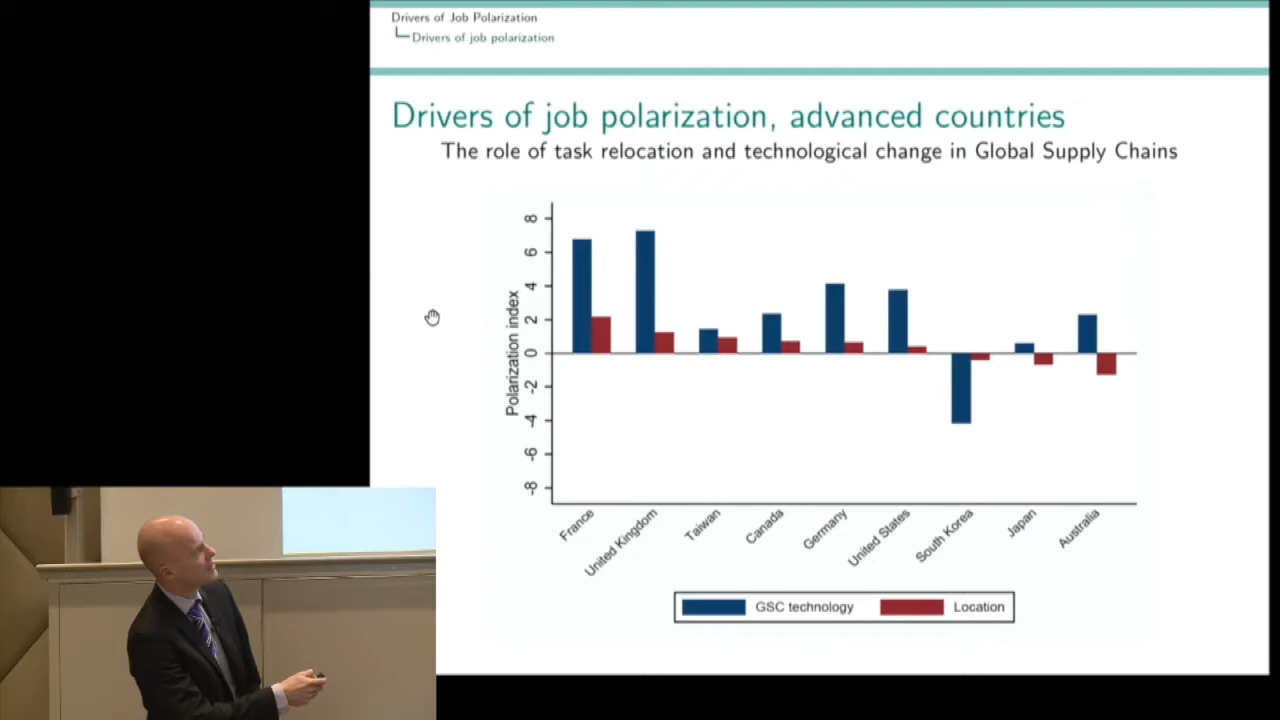 Drivers of Job Polarization
Drivers of job polarization
Drivers of job polarization, advanced countries
The role of task relocation and technological change in Global Supply Chains
Polarization index
8
6
4
2
0
-2
-4
-6
-8
France
United Kingdom
Taiwan
Canada
Germany
United States
South Korea
Japan
Australia
GSC technology
Location